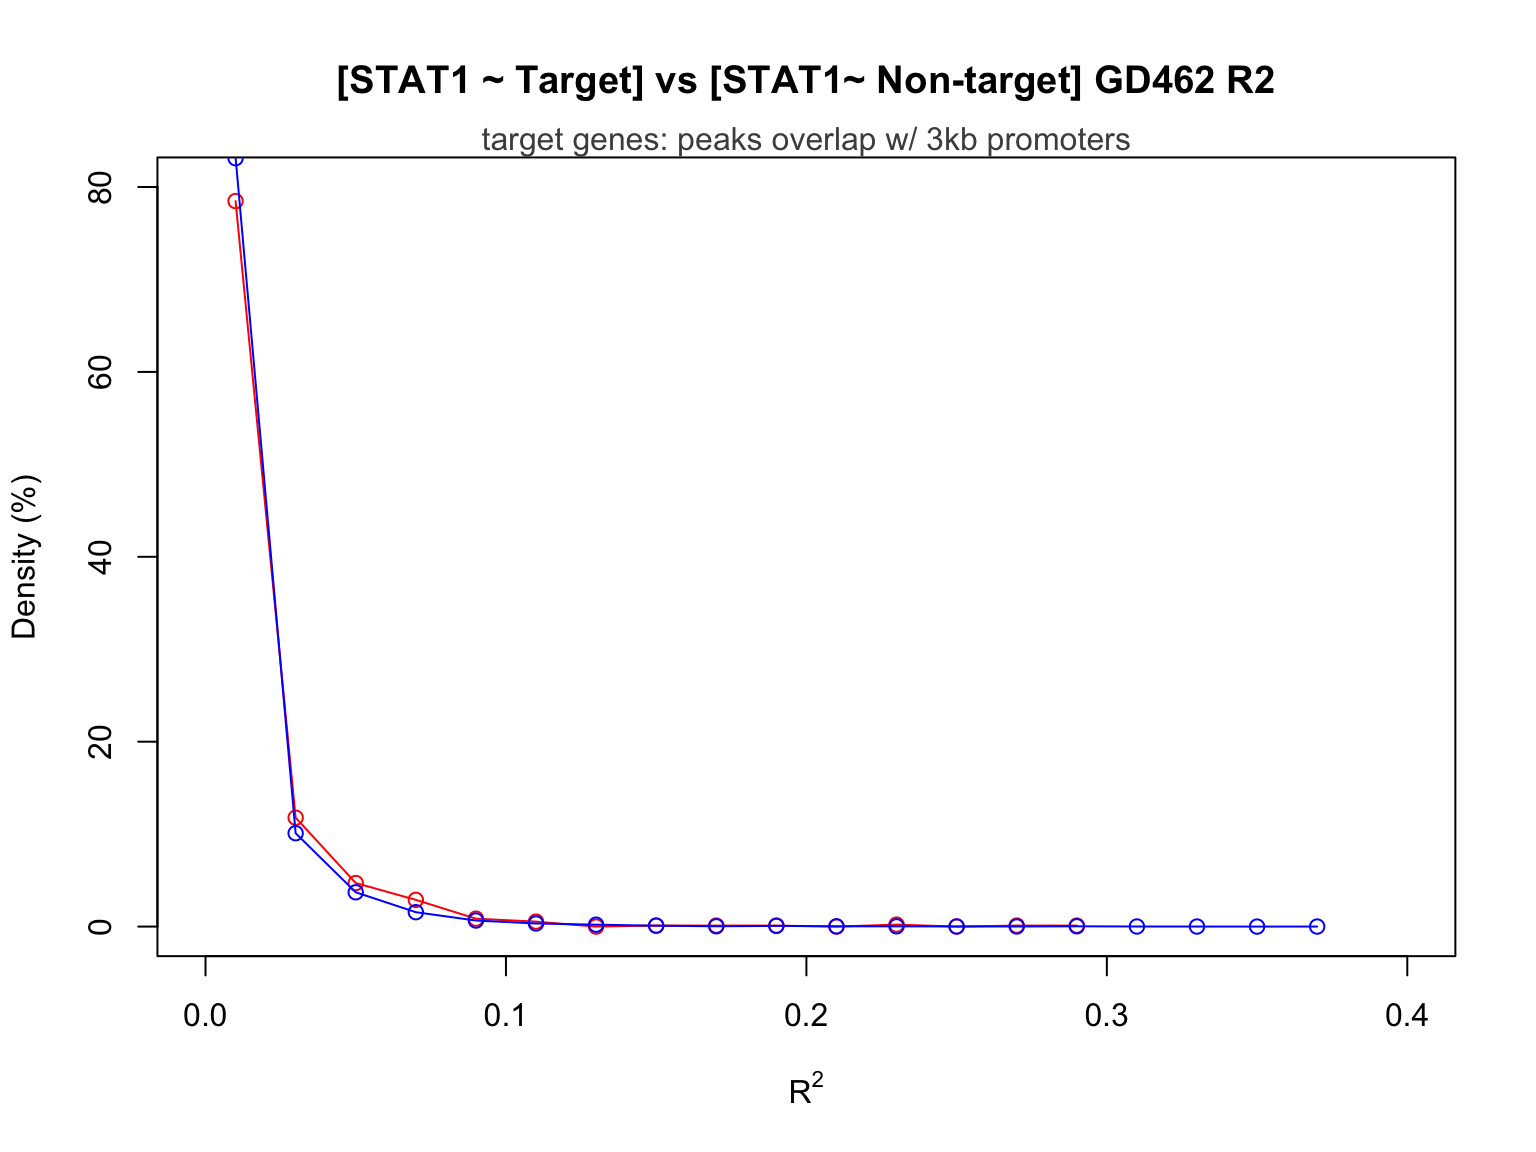 [STAT1 ~ Target] vs [STAT1~ Non-target] GD462 R2
target genes: peaks overlap w/ 3kb promoters
Density (%)
80
60
40
20
0
0.0 0.1 0.2 0.3 0.4
R²